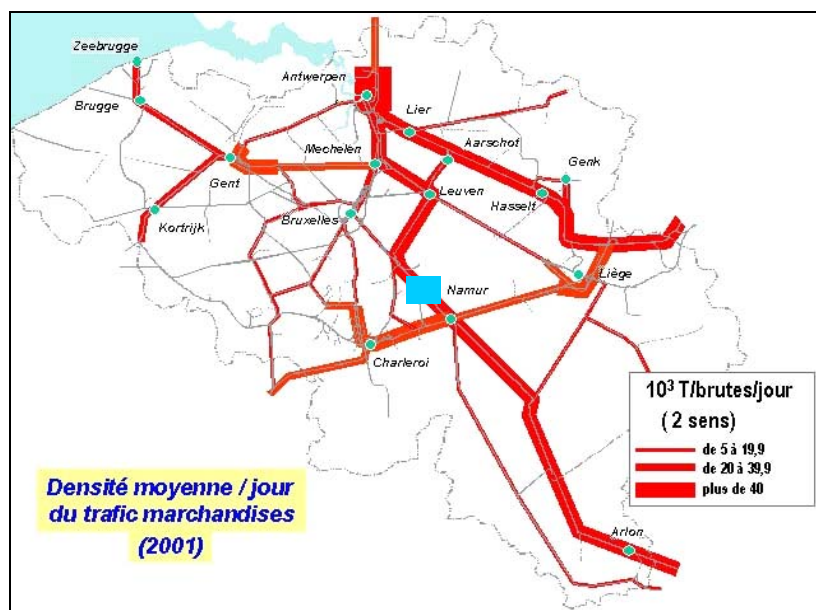 Zeebrugge
Antwerpen
Brugge
Lier
Aarschot
Mechelen
Genk
Gent
Leuven
Hasselt
Kortrijk
Bruxelles
Liège
Namur
Charleroi
10³ T/brutes/jour
( 2 sens)
de 5 à 19,9
de 20 à 39,9
plus de 40
Densité moyenne / jour
du trafic marchandises
(2001)
Arlon